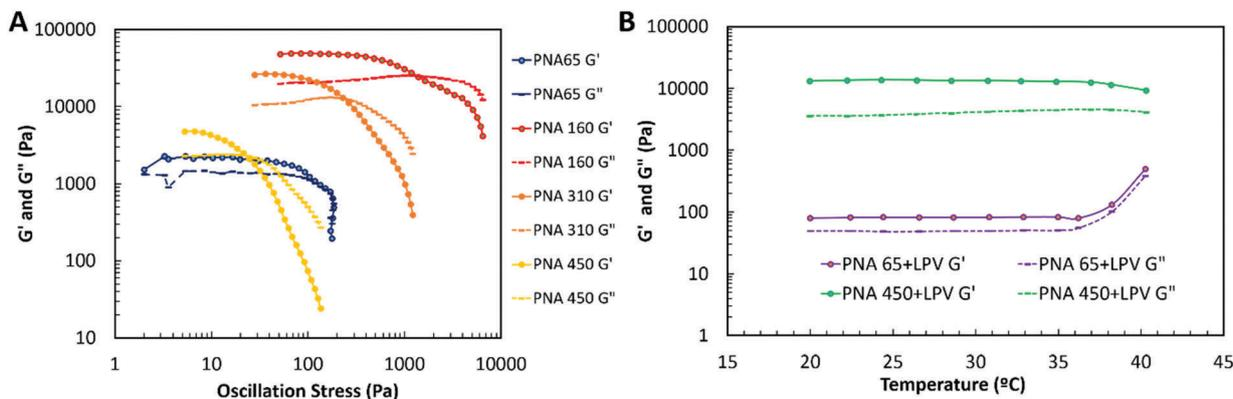 A
G' and G" (Pa)
100000
10000
1000
100
10
1
10
100
1000
10000
Oscillation Stress (Pa)
PNA65 G'
PNA65 G"
PNA 160 G'
PNA 160 G"
PNA 310 G'
PNA 310 G"
PNA 450 G'
PNA 450 G"
B
G' and G" (Pa)
100000
10000
1000
100
10
1
15
20
25
30
35
40
45
Temperature (ºC)
PNA 65+LPV G'
PNA 65+LPV G"
PNA 450+LPV G'
PNA 450+LPV G"